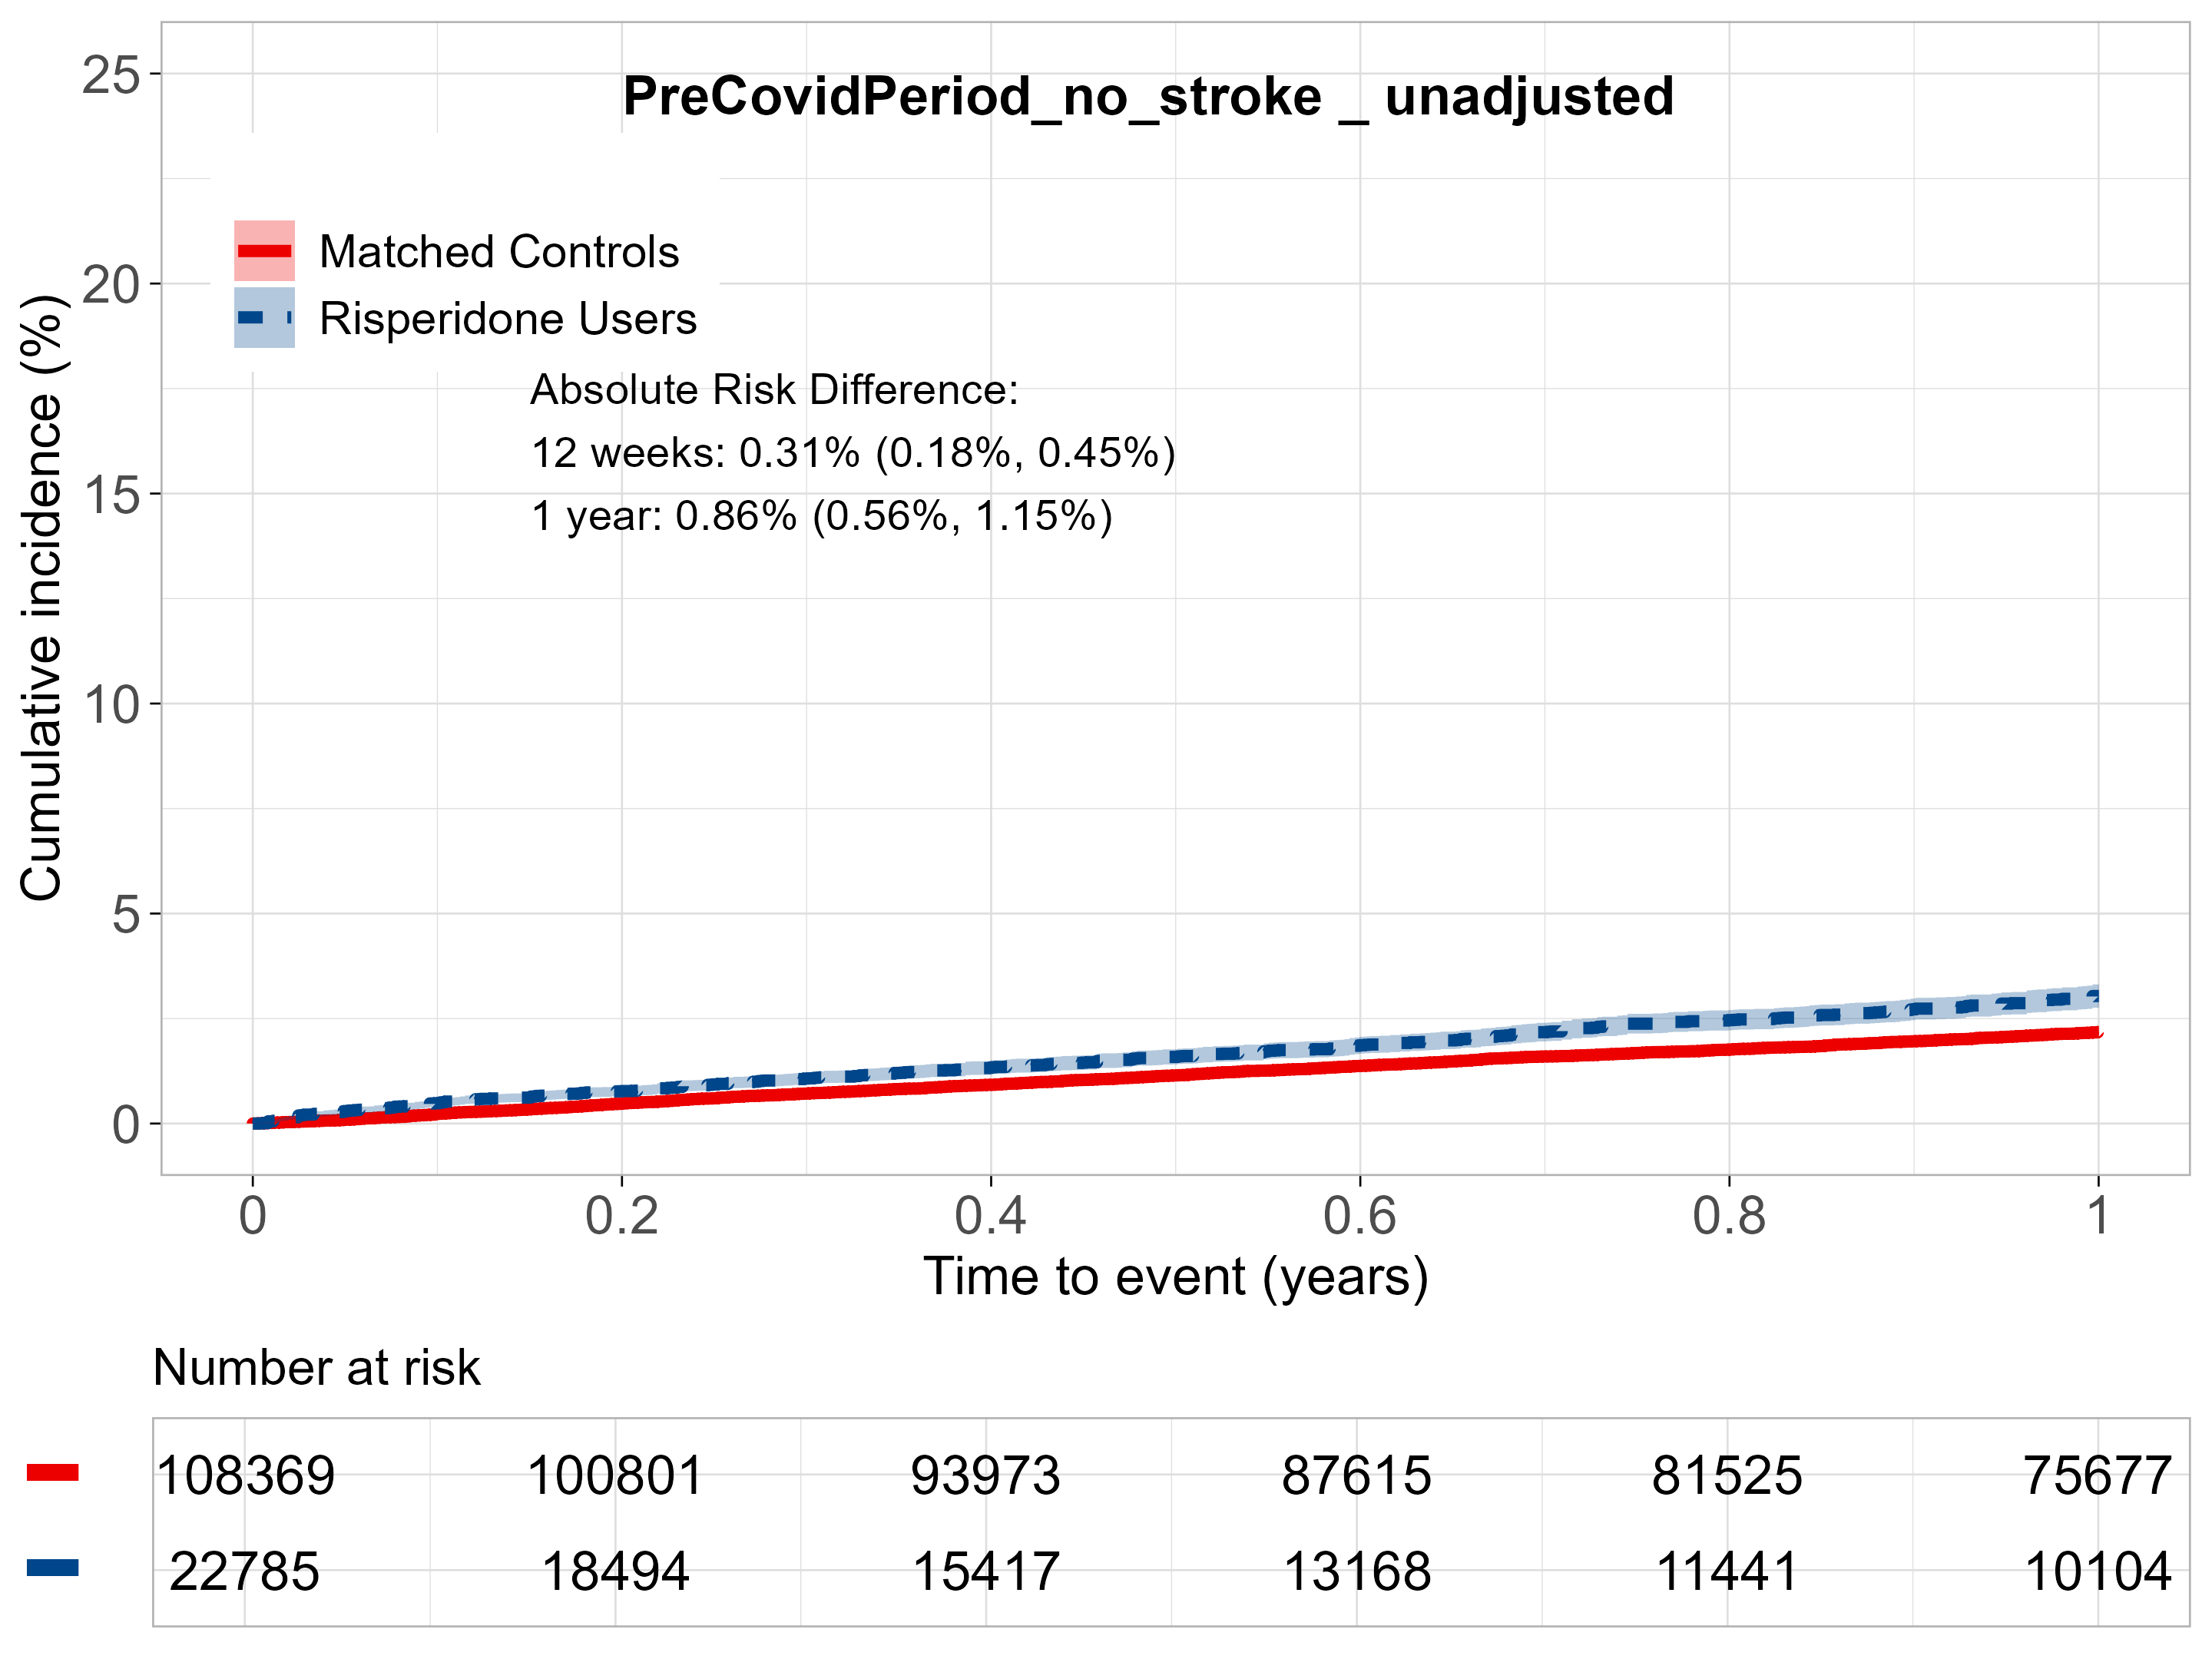 PreCovidPeriod_no_stroke _ unadjusted
Matched Controls
Risperidone Users
Absolute Risk Difference:
12 weeks: 0.31% (0.18%, 0.45%)
1 year: 0.86% (0.56%, 1.15%)
Cumulative incidence (%)
25
20
15
10
5
0
0 0.2 0.4 0.6 0.8 1
Time to event (years)
Number at risk
108369 100801 93973 87615 81525 75677
22785 18494 15417 13168 11441 10104